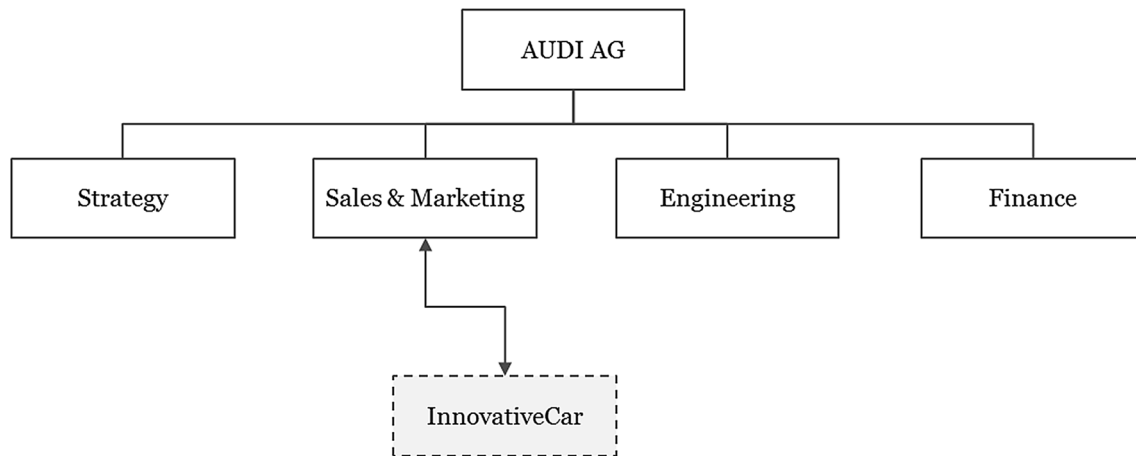 AUDI AG
Strategy
Sales & Marketing
Engineering
Finance
InnovativeCar